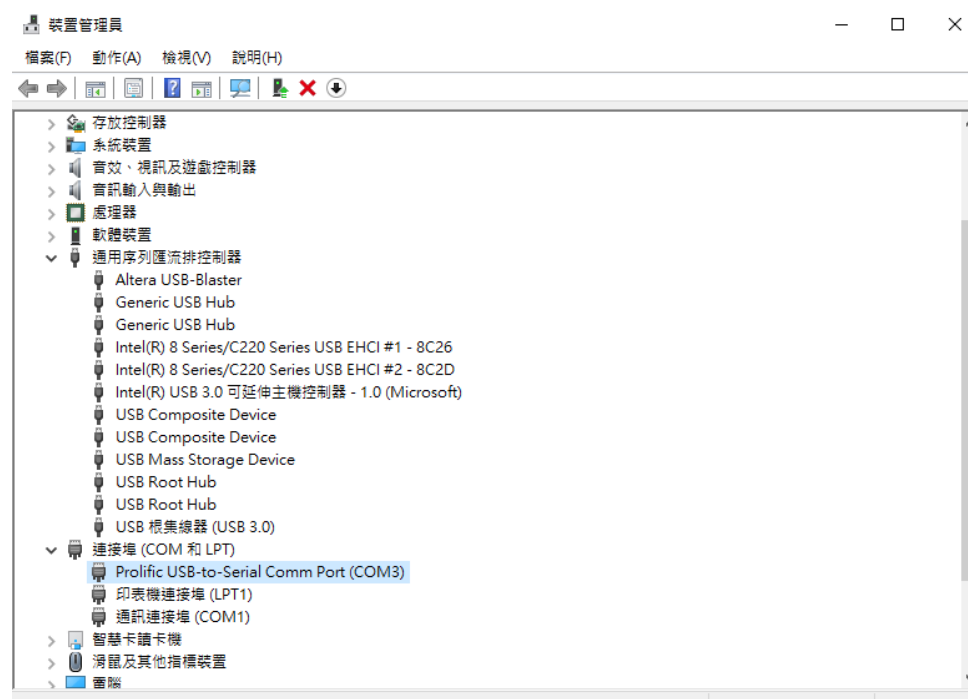 裝置管理員
檔案(F) 動作(A) 檢視(V) 說明(H)
存放控制器
系統裝置
音效、視訊及遊戲控制器
音訊輸入與輸出
處理器
軟體裝置
通用序列匯流排控制器
Altera USB-Blaster
Generic USB Hub
Generic USB Hub
Intel(R) 8 Series/C220 Series USB EHCI #1 - 8C26
Intel(R) 8 Series/C220 Series USB EHCI #2 - 8C2D
Intel(R) USB 3.0 可延伸主機控制器 - 1.0 (Microsoft)
USB Composite Device
USB Composite Device
USB Mass Storage Device
USB Root Hub
USB Root Hub
USB 根集線器 (USB 3.0)
連接埠 (COM 和 LPT)
Prolific USB-to-Serial Comm Port (COM3)
印表機連接埠 (LPT1)
通訊連接埠 (COM1)
智慧卡讀卡機
滑鼠及其他指標裝置
電腦